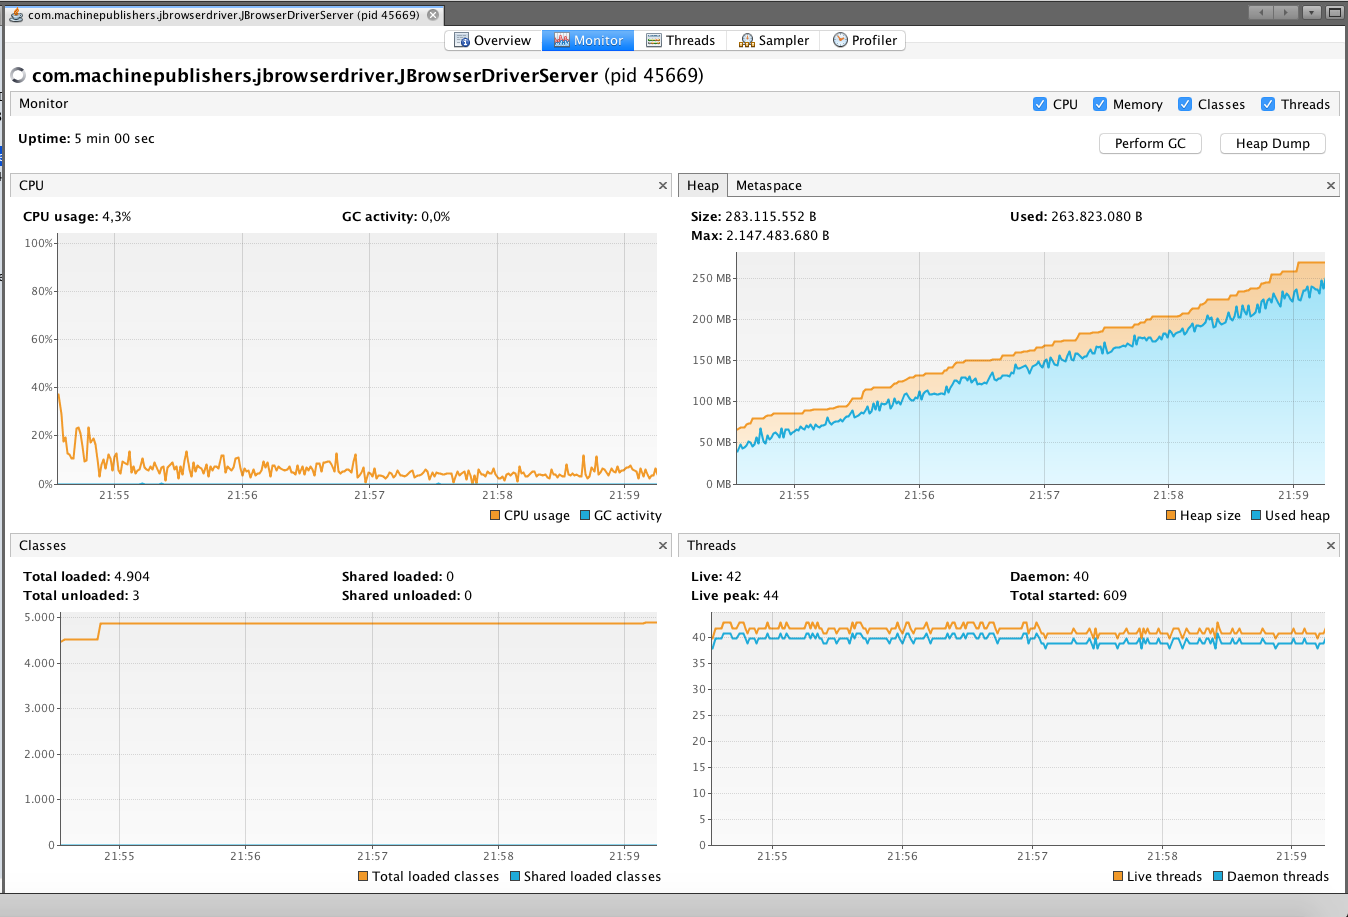 com.machinepublishers.jbrowserdriver.JBrowserDriverServer (pid 45669)
Overview Monitor Threads Sampler Profiler
com.machinepublishers.jbrowserdriver.JBrowserDriverServer (pid 45669)
Monitor CPU Memory Classes Threads
Uptime: 5 min 00 sec
Perform GC Heap Dump
CPU
CPU usage: 4,3% GC activity: 0,0%
100%
80%
60%
40%
20%
0%
21:55 21:56 21:57 21:58 21:59
CPU usage GC activity
Heap Metaspace
Size: 283.115.552 B Used: 263.823.080 B
Max: 2.147.483.680 B
250 MB
200 MB
150 MB
100 MB
50 MB
0 MB
21:55 21:56 21:57 21:58 21:59
Heap size Used heap
Classes
Total loaded: 4.904 Shared loaded: 0
Total unloaded: 3 Shared unloaded: 0
5.000
4.000
3.000
2.000
1.000
0
21:55 21:56 21:57 21:58 21:59
Total loaded classes Shared loaded classes
Threads
Live: 42 Daemon: 40
Live peak: 44 Total started: 609
40
35
30
25
20
15
10
5
0
21:55 21:56 21:57 21:58 21:59
Live threads Daemon threads